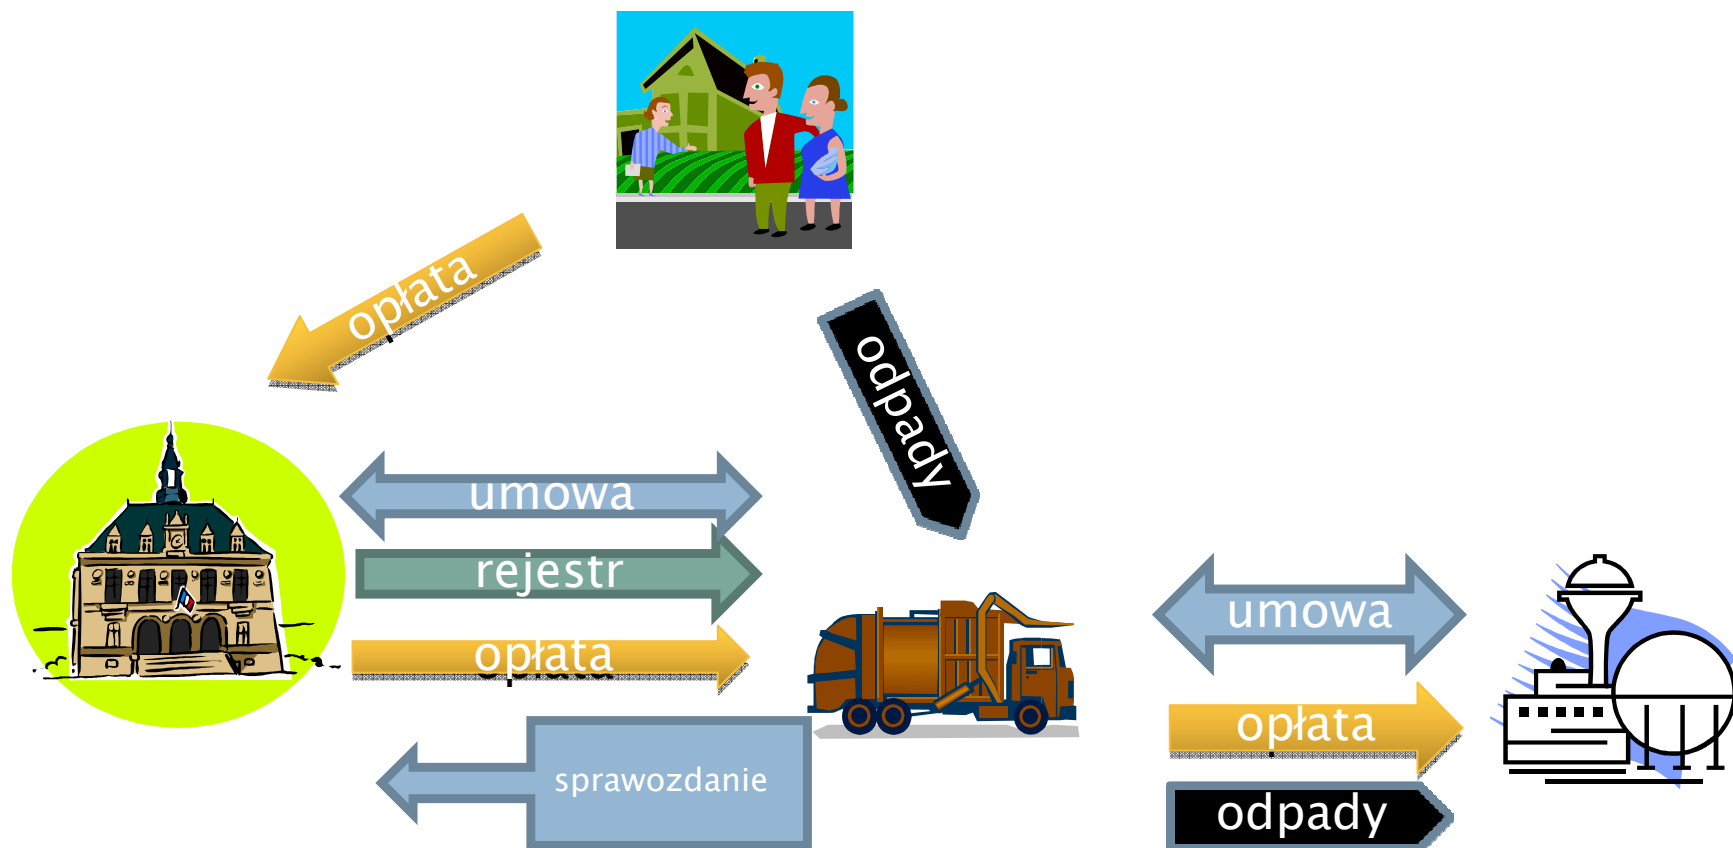 opłata
odpady
umowa
rejestr
opłata
sprawozdanie
umowa
opłata
odpady